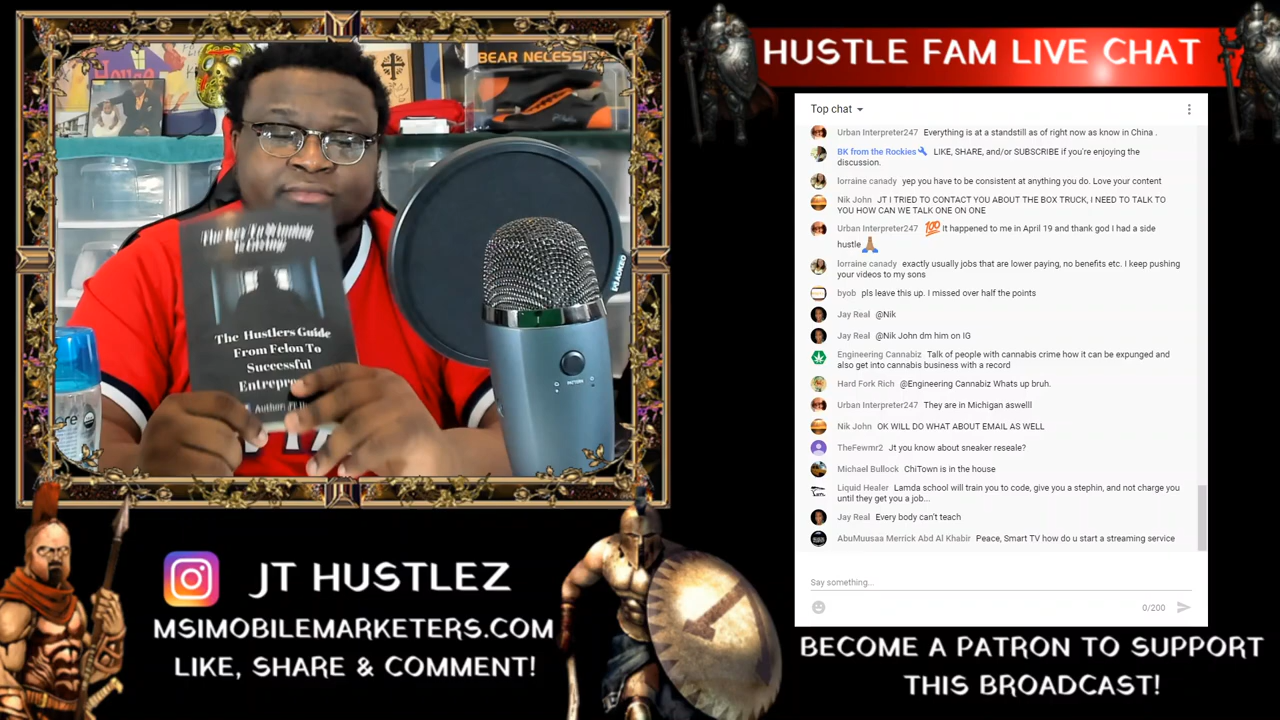 House
BEAR NECESSI
The Key To Winning
The Hustlers Guide
From Felon To
Successful
Entrepre
Author: JT H
PATTERN
JT HUSTLEZ
MSIMOBILEMARKETERS.COM
LIKE, SHARE & COMMENT!
HUSTLE FAM LIVE CHAT
Top chat
Urban Interpreter247 Everything is at a standstill as of right now as know in China .
BK from the Rockies LIKE, SHARE, and/or SUBSCRIBE if you're enjoying the
discussion.
lorraine canady yep you have to be consistent at anything you do. Love your content
Nik John JT I TRIED TO CONTACT YOU ABOUT THE BOX TRUCK, I NEED TO TALK TO
YOU HOW CAN WE TALK ONE ON ONE
Urban Interpreter247 💯 It happened to me in April 19 and thank god I had a side
hustle🙏🏽
lorraine canady exactly usually jobs that are lower paying, no benefits etc. I keep pushing
your videos to my sons
byob pls leave this up. I missed over half the points
Jay Real @Nik
Jay Real @Nik John dm him on IG
Engineering Cannabiz Talk of people with cannabis crime how it can be expunged and
also get into cannabis business with a record
Hard Fork Rich @Engineering Cannabiz Whats up bruh.
Urban Interpreter247 They are in Michigan aswelll
Nik John OK WILL DO WHAT ABOUT EMAIL AS WELL
TheFewmr2 Jt you know about sneaker reseale?
Michael Bullock ChiTown is in the house
Liquid Healer Lamda school will train you to code, give you a stephin, and not charge you
until they get you a job...
Jay Real Every body can't teach
AbuMuusaa Merrick Abd Al Khabir Peace, Smart TV how do u start a streaming service
Say something...
0/200
BECOME A PATRON TO SUPPORT
THIS BROADCAST!